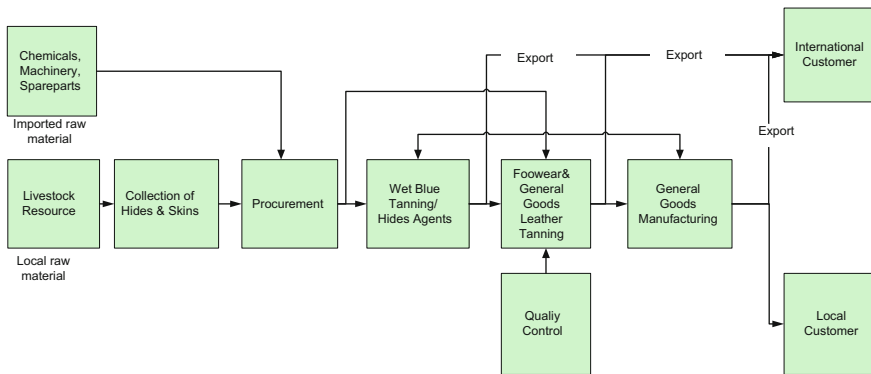 Chemicals,
Machinery,
Spareparts
Imported raw
material
Export
Export
International
Customer
Export
Livestock
Resource
Local raw
material
Collection of
Hides & Skins
Procurement
Wet Blue
Tanning/
Hides Agents
Foowear&
General
Goods
Leather
Tanning
General
Goods
Manufacturing
Qualiy
Control
Local
Customer